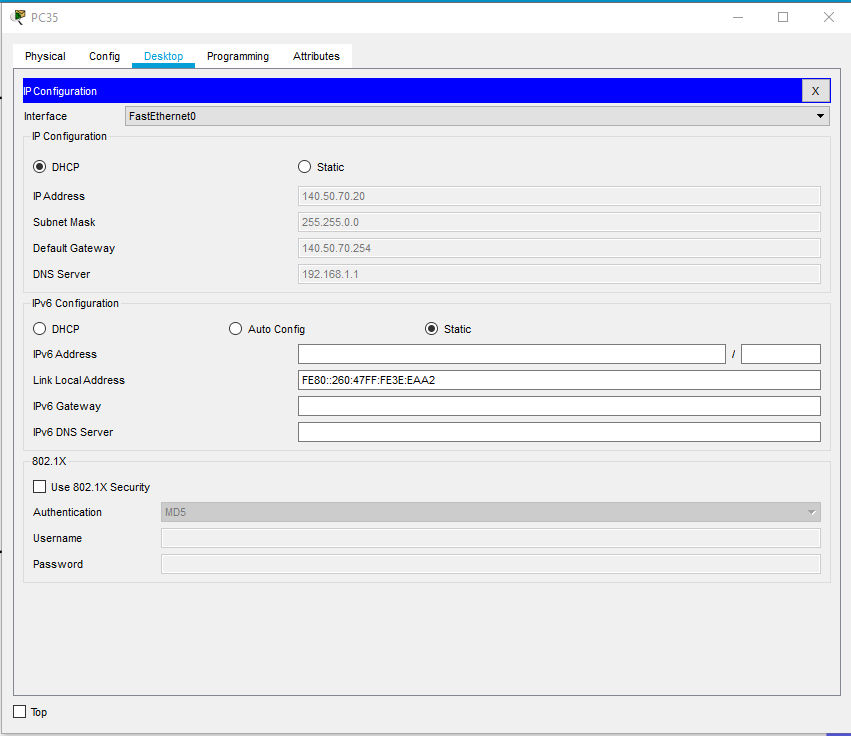 PC35
Physical Config Desktop Programming Attributes
IP Configuration X
Interface FastEthernet0
IP Configuration
DHCP Static
IP Address 140.50.70.20
Subnet Mask 255.255.0.0
Default Gateway 140.50.70.254
DNS Server 192.168.1.1
IPv6 Configuration
DHCP Auto Config Static
IPv6 Address /
Link Local Address FE80::260:47FF:FE3E:EAA2
IPv6 Gateway
IPv6 DNS Server
802.1X
Use 802.1X Security
Authentication MD5
Username
Password
Top